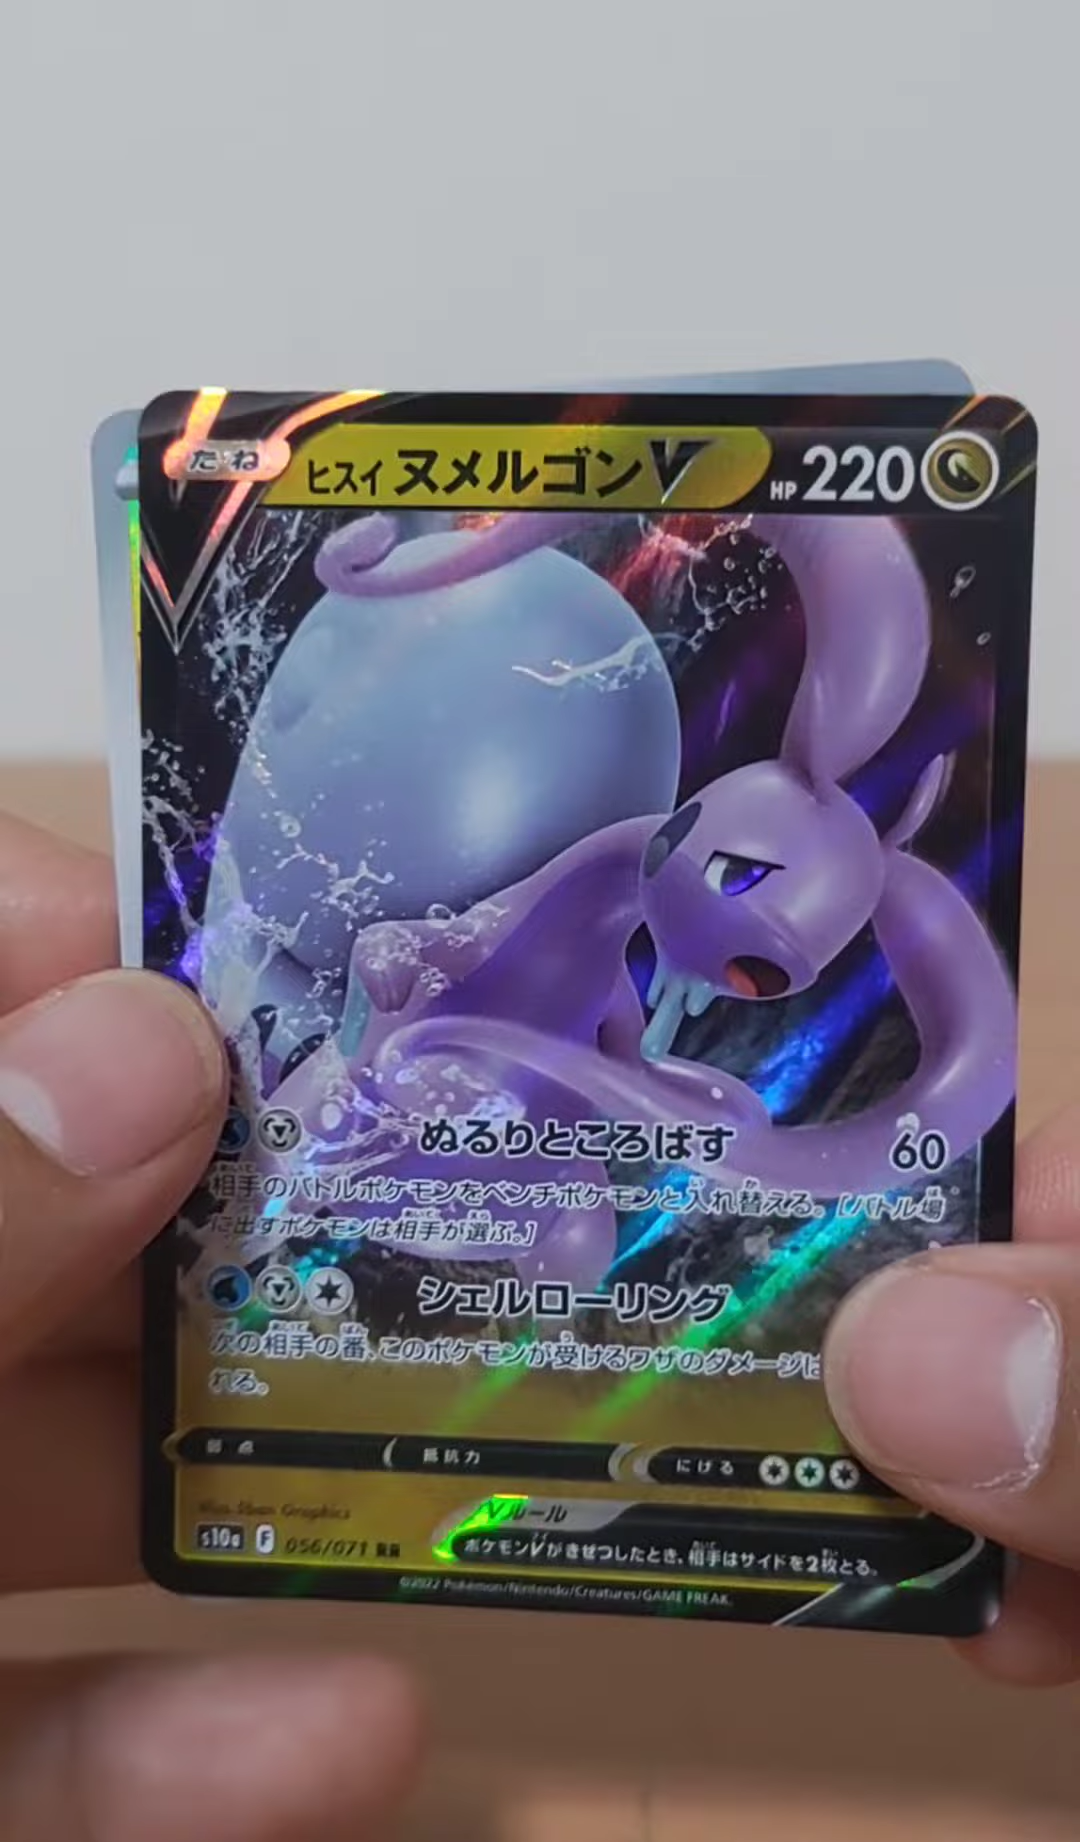 たね
ヒスイ ヌメルゴンV HP 220
ぬるりところばす 60
相手のバトルポケモンをベンチポケモンと入れ替える。[バトル場
に出すポケモンは相手が選ぶ。]
シェルローリング
次の相手の番、このポケモンが受けるワザのダメージは
れる。
弱点 抵抗力 にげる
Vルール
ポケモンVがきぜつしたとき、相手はサイドを2枚とる。
s10a F 056/071 RR
©2022 Pokémon/Nintendo/Creatures/GAME FREAK.